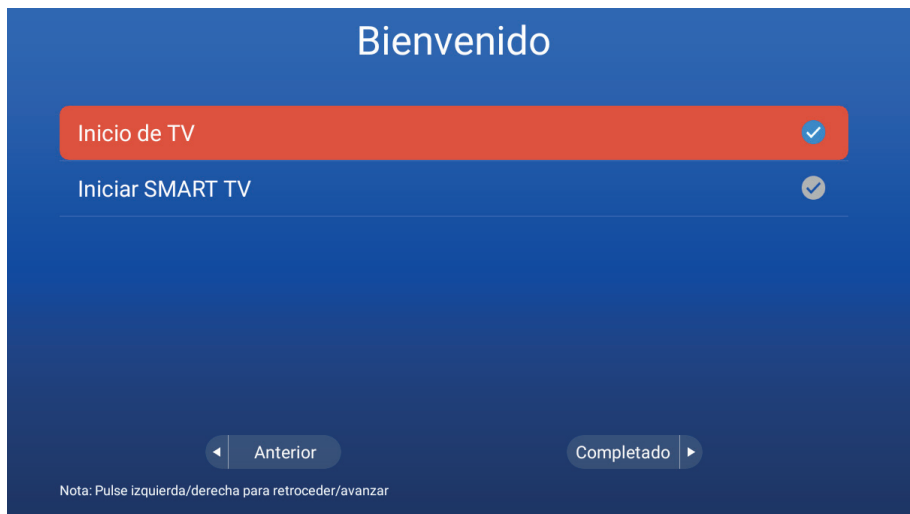 Bienvenido
Inicio de TV
Iniciar SMART TV
Anterior
Completado
Nota: Pulse izquierda/derecha para retroceder/avanzar